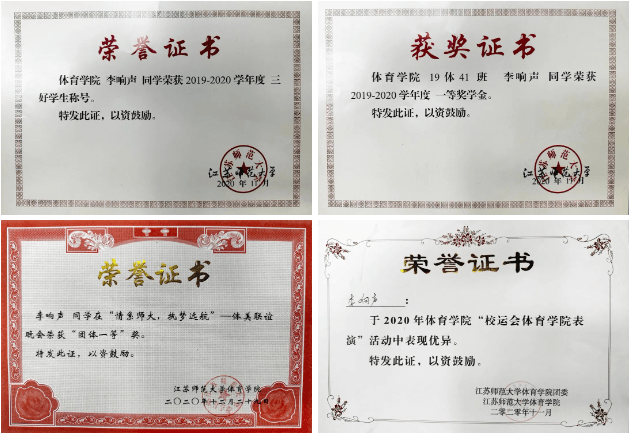 荣誉证书
体育学院 李响声 同学荣获 2019-2020 学年度 三
好学生称号。
特发此证，以资鼓励。
江苏师范大学
2020 年 11 月
获奖证书
体育学院 19 体 41 班 李响声 同学荣获
2019-2020 学年度 一等奖学金。
特发此证，以资鼓励。
江苏师范大学
2020 年 11 月
荣誉证书
李响声 同学在“情系师大，执梦远航”—体美联谊
晚会荣获“团体一等”奖。
特发此证，以资鼓励。
江苏师范大学体育学院
二〇二〇年十二月二十九日
荣誉证书
李响声：
于 2020 年体育学院“校运会体育学院表
演”活动中表现优异。
特发此证，以资鼓励。
江苏师范大学体育学院团委
江苏师范大学体育学院
二零二零年十一月